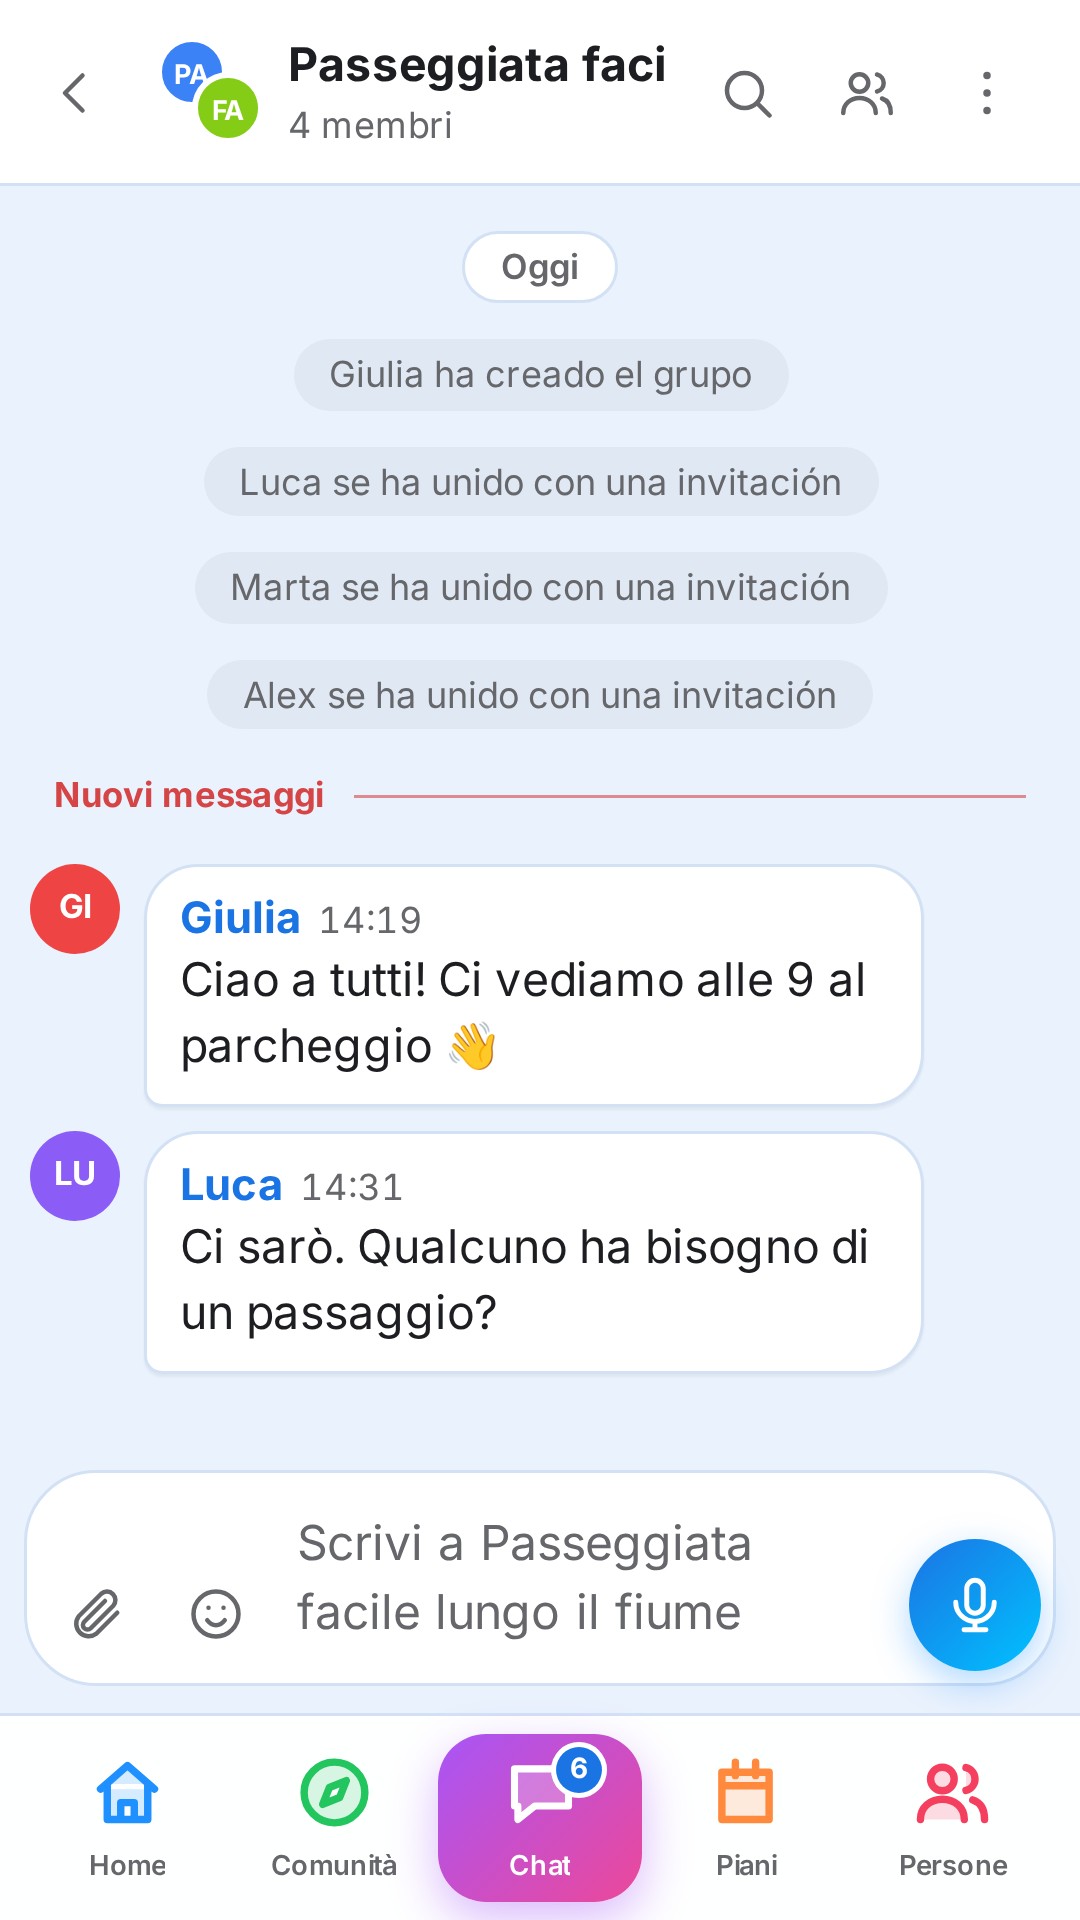 PA
FA
Passeggiata faci
4 membri
Oggi
Giulia ha creado el grupo
Luca se ha unido con una invitación
Marta se ha unido con una invitación
Alex se ha unido con una invitación
Nuovi messaggi
GI
Giulia 14:19
Ciao a tutti! Ci vediamo alle 9 al
parcheggio 👋
LU
Luca 14:31
Ci sarò. Qualcuno ha bisogno di
un passaggio?
Scrivi a Passeggiata
facile lungo il fiume
6
Home
Comunità
Chat
Piani
Persone